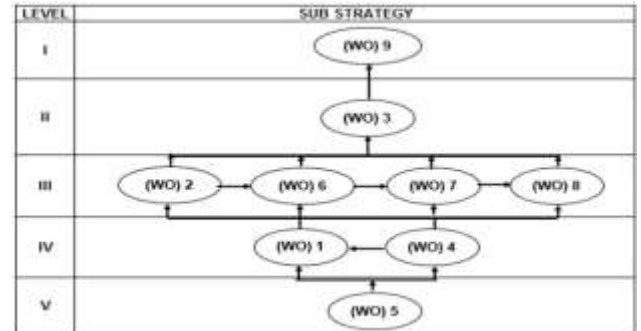 LEVEL SUB STRATEGY
I (WO) 9
II (WO) 3
III (WO) 2 (WO) 6 (WO) 7 (WO) 8
IV (WO) 1 (WO) 4
V (WO) 5